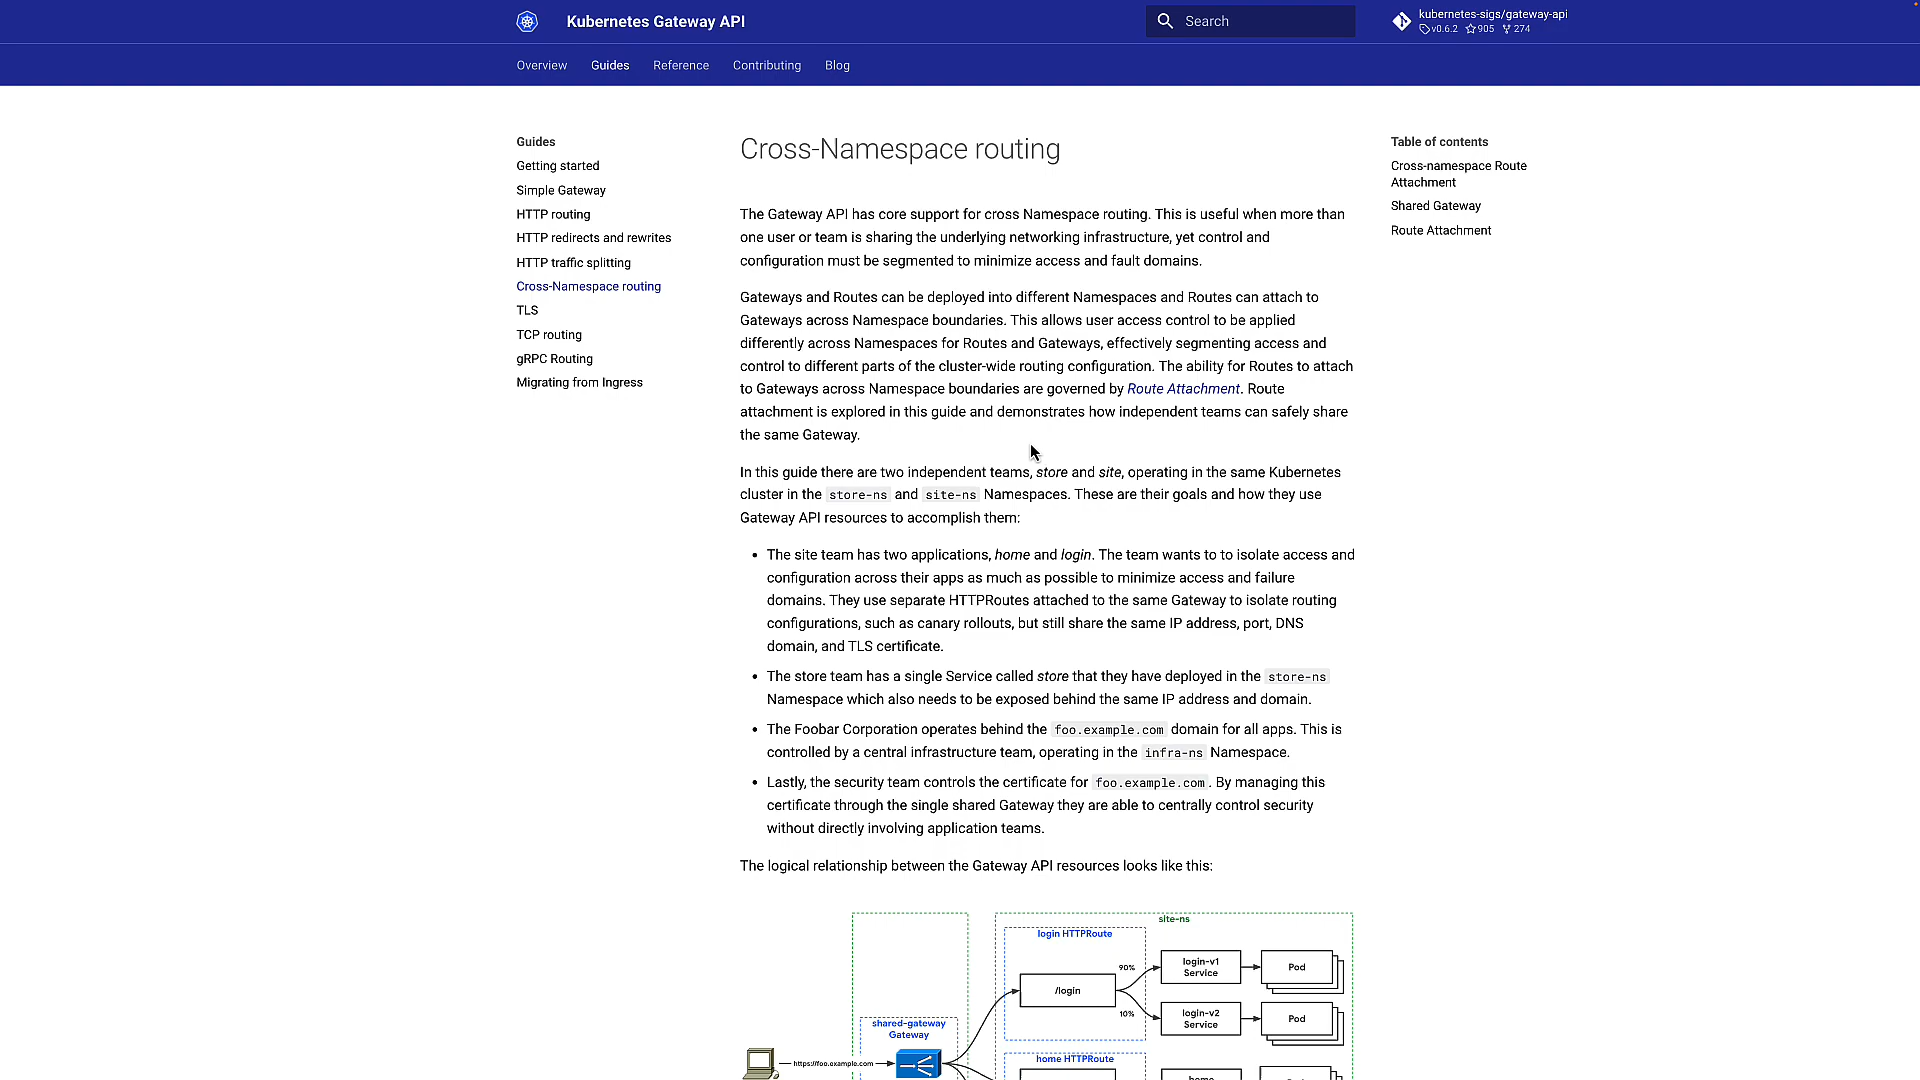 Kubernetes Gateway API
Search
kubernetes-sigs/gateway-api
v0.6.2 905 274
Overview Guides Reference Contributing Blog
Guides
Getting started
Simple Gateway
HTTP routing
HTTP redirects and rewrites
HTTP traffic splitting
Cross-Namespace routing
TLS
TCP routing
gRPC Routing
Migrating from Ingress
Cross-Namespace routing
The Gateway API has core support for cross Namespace routing. This is useful when more than
one user or team is sharing the underlying networking infrastructure, yet control and
configuration must be segmented to minimize access and fault domains.
Gateways and Routes can be deployed into different Namespaces and Routes can attach to
Gateways across Namespace boundaries. This allows user access control to be applied
differently across Namespaces for Routes and Gateways, effectively segmenting access and
control to different parts of the cluster-wide routing configuration. The ability for Routes to attach
to Gateways across Namespace boundaries are governed by Route Attachment. Route
attachment is explored in this guide and demonstrates how independent teams can safely share
the same Gateway.
In this guide there are two independent teams, store and site, operating in the same Kubernetes
cluster in the store-ns and site-ns Namespaces. These are their goals and how they use
Gateway API resources to accomplish them:
• The site team has two applications, home and login. The team wants to to isolate access and
configuration across their apps as much as possible to minimize access and failure
domains. They use separate HTTPRoutes attached to the same Gateway to isolate routing
configurations, such as canary rollouts, but still share the same IP address, port, DNS
domain, and TLS certificate.
• The store team has a single Service called store that they have deployed in the store-ns
Namespace which also needs to be exposed behind the same IP address and domain.
• The Foobar Corporation operates behind the foo.example.com domain for all apps. This is
controlled by a central infrastructure team, operating in the infra-ns Namespace.
• Lastly, the security team controls the certificate for foo.example.com. By managing this
certificate through the single shared Gateway they are able to centrally control security
without directly involving application teams.
The logical relationship between the Gateway API resources looks like this:
site-ns
login HTTPRoute
/login
90%
10%
login-v1
Service
Pod
login-v2
Service
Pod
shared-gateway
Gateway
https://foo.example.com
home HTTPRoute
home
Table of contents
Cross-namespace Route
Attachment
Shared Gateway
Route Attachment